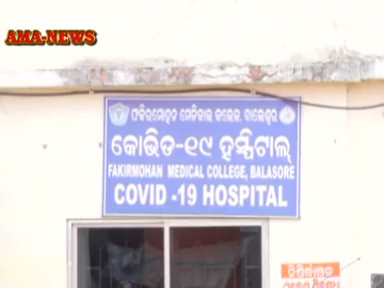 AMA-NEWS
ଫକିରମୋହନ ମେଡିକାଲ କଲେଜ, ବାଲେଶ୍ୱର
କୋଭିଡ-୧୯ ହସ୍ପିଟାଲ୍
FAKIRMOHAN MEDICAL COLLEGE, BALASORE
COVID -19 HOSPITAL